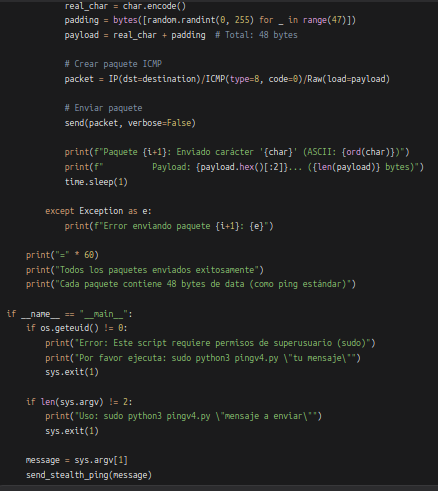 real_char = char.encode()
padding = bytes([random.randint(0, 255) for _ in range(47)])
payload = real_char + padding  # Total: 48 bytes

# Crear paquete ICMP
packet = IP(dst=destination)/ICMP(type=8, code=0)/Raw(load=payload)

# Enviar paquete
send(packet, verbose=False)

print(f"Paquete {i+1}: Enviado carácter '{char}' (ASCII: {ord(char)})")
print(f"          Payload: {payload.hex()[:2]}... ({len(payload)} bytes)")
time.sleep(1)

except Exception as e:
print(f"Error enviando paquete {i+1}: {e}")

print("=" * 60)
print("Todos los paquetes enviados exitosamente")
print("Cada paquete contiene 48 bytes de data (como ping estándar)")

if __name__ == "__main__":
if os.geteuid() != 0:
print("Error: Este script requiere permisos de superusuario (sudo)")
print("Por favor ejecuta: sudo python3 pingv4.py \"tu mensaje\"")
sys.exit(1)

if len(sys.argv) != 2:
print("Uso: sudo python3 pingv4.py \"mensaje a enviar\"")
sys.exit(1)

message = sys.argv[1]
send_stealth_ping(message)